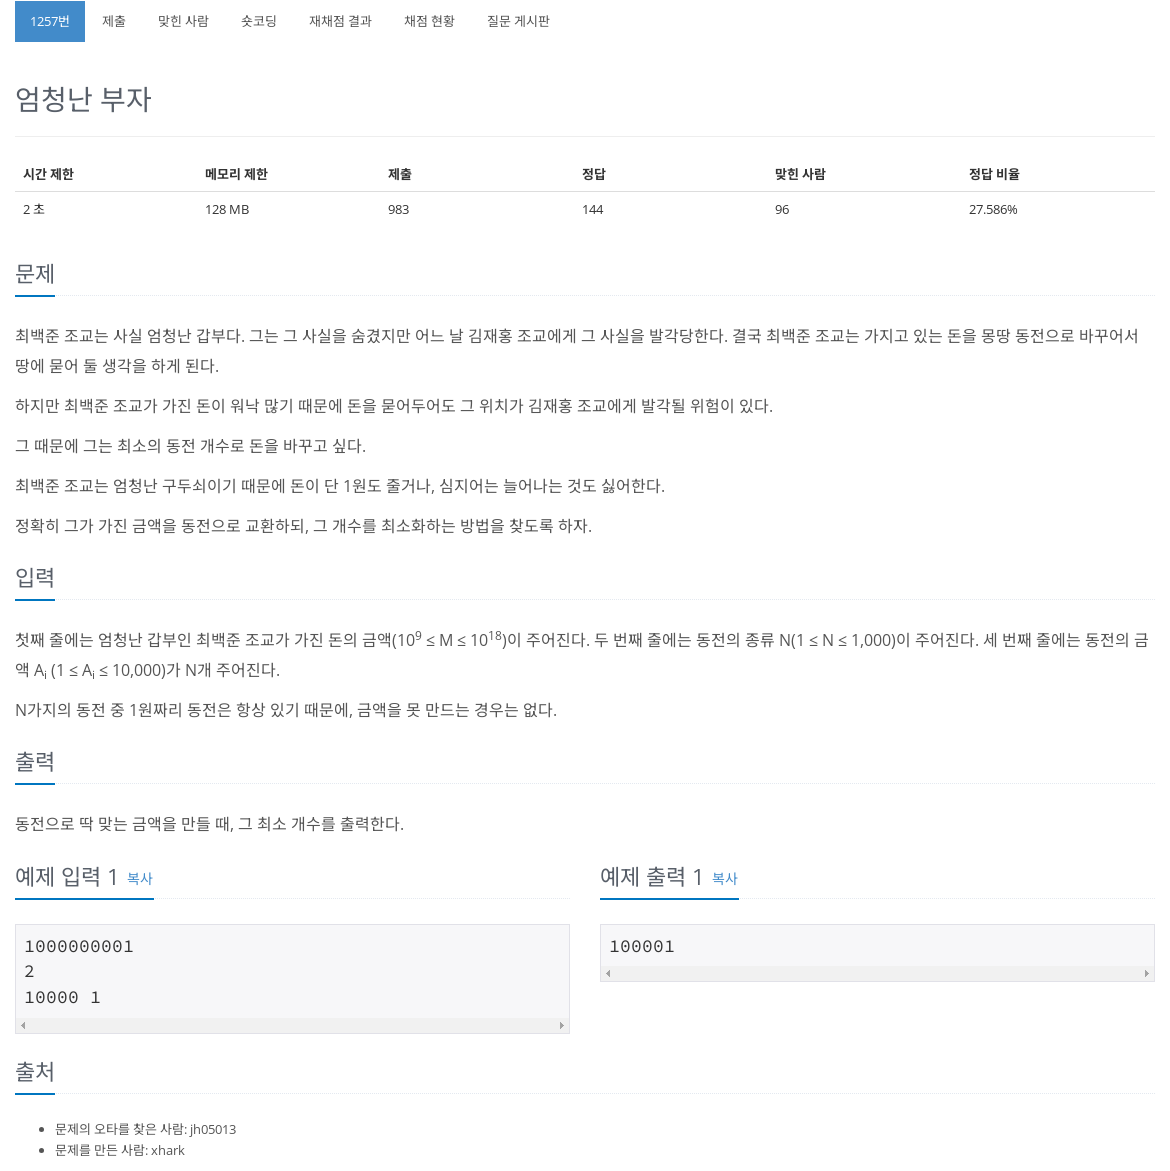 1257번 제출 맞힌 사람 숏코딩 재채점 결과 채점 현황 질문 게시판
엄청난 부자
시간 제한 메모리 제한 제출 정답 맞힌 사람 정답 비율
2 초 128 MB 983 144 96 27.586%
문제
최백준 조교는 사실 엄청난 갑부다. 그는 그 사실을 숨겼지만 어느 날 김재홍 조교에게 그 사실을 발각당한다. 결국 최백준 조교는 가지고 있는 돈을 몽땅 동전으로 바꾸어서
땅에 묻어 둘 생각을 하게 된다.
하지만 최백준 조교가 가진 돈이 워낙 많기 때문에 돈을 묻어두어도 그 위치가 김재홍 조교에게 발각될 위험이 있다.
그 때문에 그는 최소의 동전 개수로 돈을 바꾸고 싶다.
최백준 조교는 엄청난 구두쇠이기 때문에 돈이 단 1원도 줄거나, 심지어는 늘어나는 것도 싫어한다.
정확히 그가 가진 금액을 동전으로 교환하되, 그 개수를 최소화하는 방법을 찾도록 하자.
입력
첫째 줄에는 엄청난 갑부인 최백준 조교가 가진 돈의 금액(10⁹ ≤ M ≤ 10¹⁸)이 주어진다. 두 번째 줄에는 동전의 종류 N(1 ≤ N ≤ 1,000)이 주어진다. 세 번째 줄에는 동전의 금
액 Aᵢ (1 ≤ Aᵢ ≤ 10,000)가 N개 주어진다.
N가지의 동전 중 1원짜리 동전은 항상 있기 때문에, 금액을 못 만드는 경우는 없다.
출력
동전으로 딱 맞는 금액을 만들 때, 그 최소 개수를 출력한다.
예제 입력 1 복사
1000000001
2
10000 1
예제 출력 1 복사
100001
출처
문제의 오타를 찾은 사람: jh05013
문제를 만든 사람: xhark